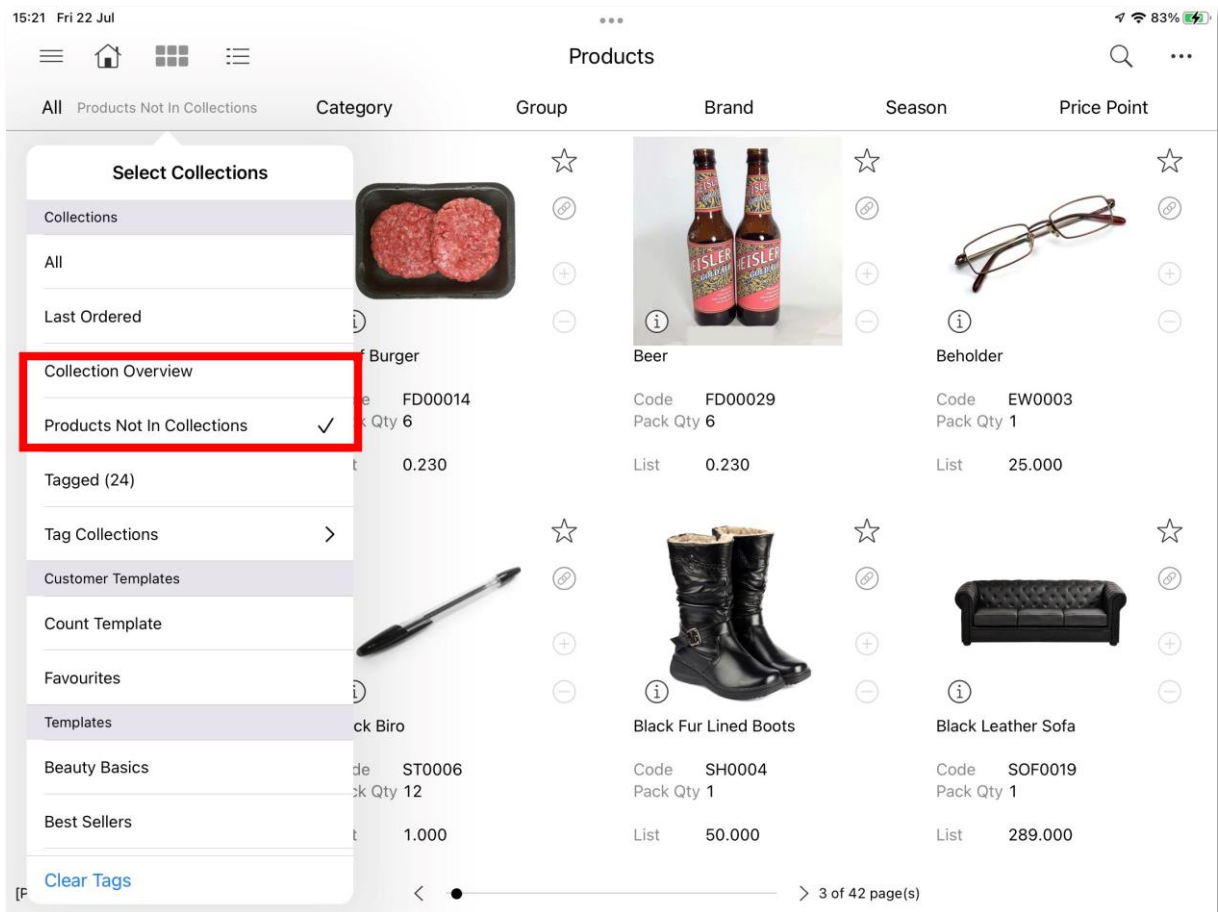 15:21 Fri 22 Jul
83%
Products
All Products Not In Collections Category Group Brand Season Price Point
Select Collections
Collections
All
Last Ordered
Collection Overview
Products Not In Collections
Tagged (24)
Tag Collections
Customer Templates
Count Template
Favourites
Templates
Beauty Basics
Best Sellers
Clear Tags
Burger
FD00014
Qty 6
0.230
Beer
Code FD00029
Pack Qty 6
List 0.230
Beholder
Code EW0003
Pack Qty 1
List 25.000
Biro
ST0006
Qty 12
1.000
Black Fur Lined Boots
Code SH0004
Pack Qty 1
List 50.000
Black Leather Sofa
Code SOF0019
Pack Qty 1
List 289.000
3 of 42 page(s)